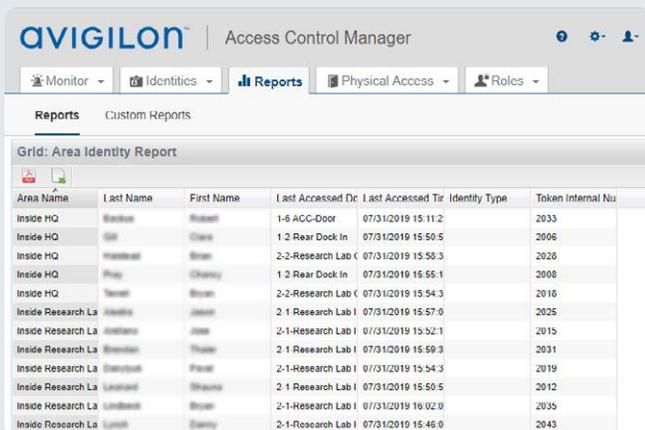 AVIGILON™ | Access Control Manager
Monitor Identities Reports Physical Access Roles
Reports Custom Reports
Grid: Area Identity Report
Area Name Last Name First Name Last Accessed Do Last Accessed Tir Identity Type Token Internal Nu
Inside HQ 1-6 ACC-Door 07/31/2019 15:11:2 2033
Inside HQ 1-2-Rear Dock In 07/31/2019 15:50:5 2006
Inside HQ 2-2-Research Lab 07/31/2019 15:58:3 2028
Inside HQ 1-2-Rear Dock In 07/31/2019 15:55:1 2008
Inside HQ 2-2-Research Lab 07/31/2019 15:54:3 2018
Inside Research La 2-1-Research Lab I 07/31/2019 15:57:0 2025
Inside Research La 2-1-Research Lab I 07/31/2019 15:52:1 2015
Inside Research La 2-1-Research Lab I 07/31/2019 15:59:3 2031
Inside Research La 2-1-Research Lab I 07/31/2019 15:54:3 2019
Inside Research La 2-1-Research Lab I 07/31/2019 15:50:5 2012
Inside Research La 2-1-Research Lab I 07/31/2019 16:02:0 2035
Inside Research La 2-1-Research Lab I 07/31/2019 15:46:0 2043